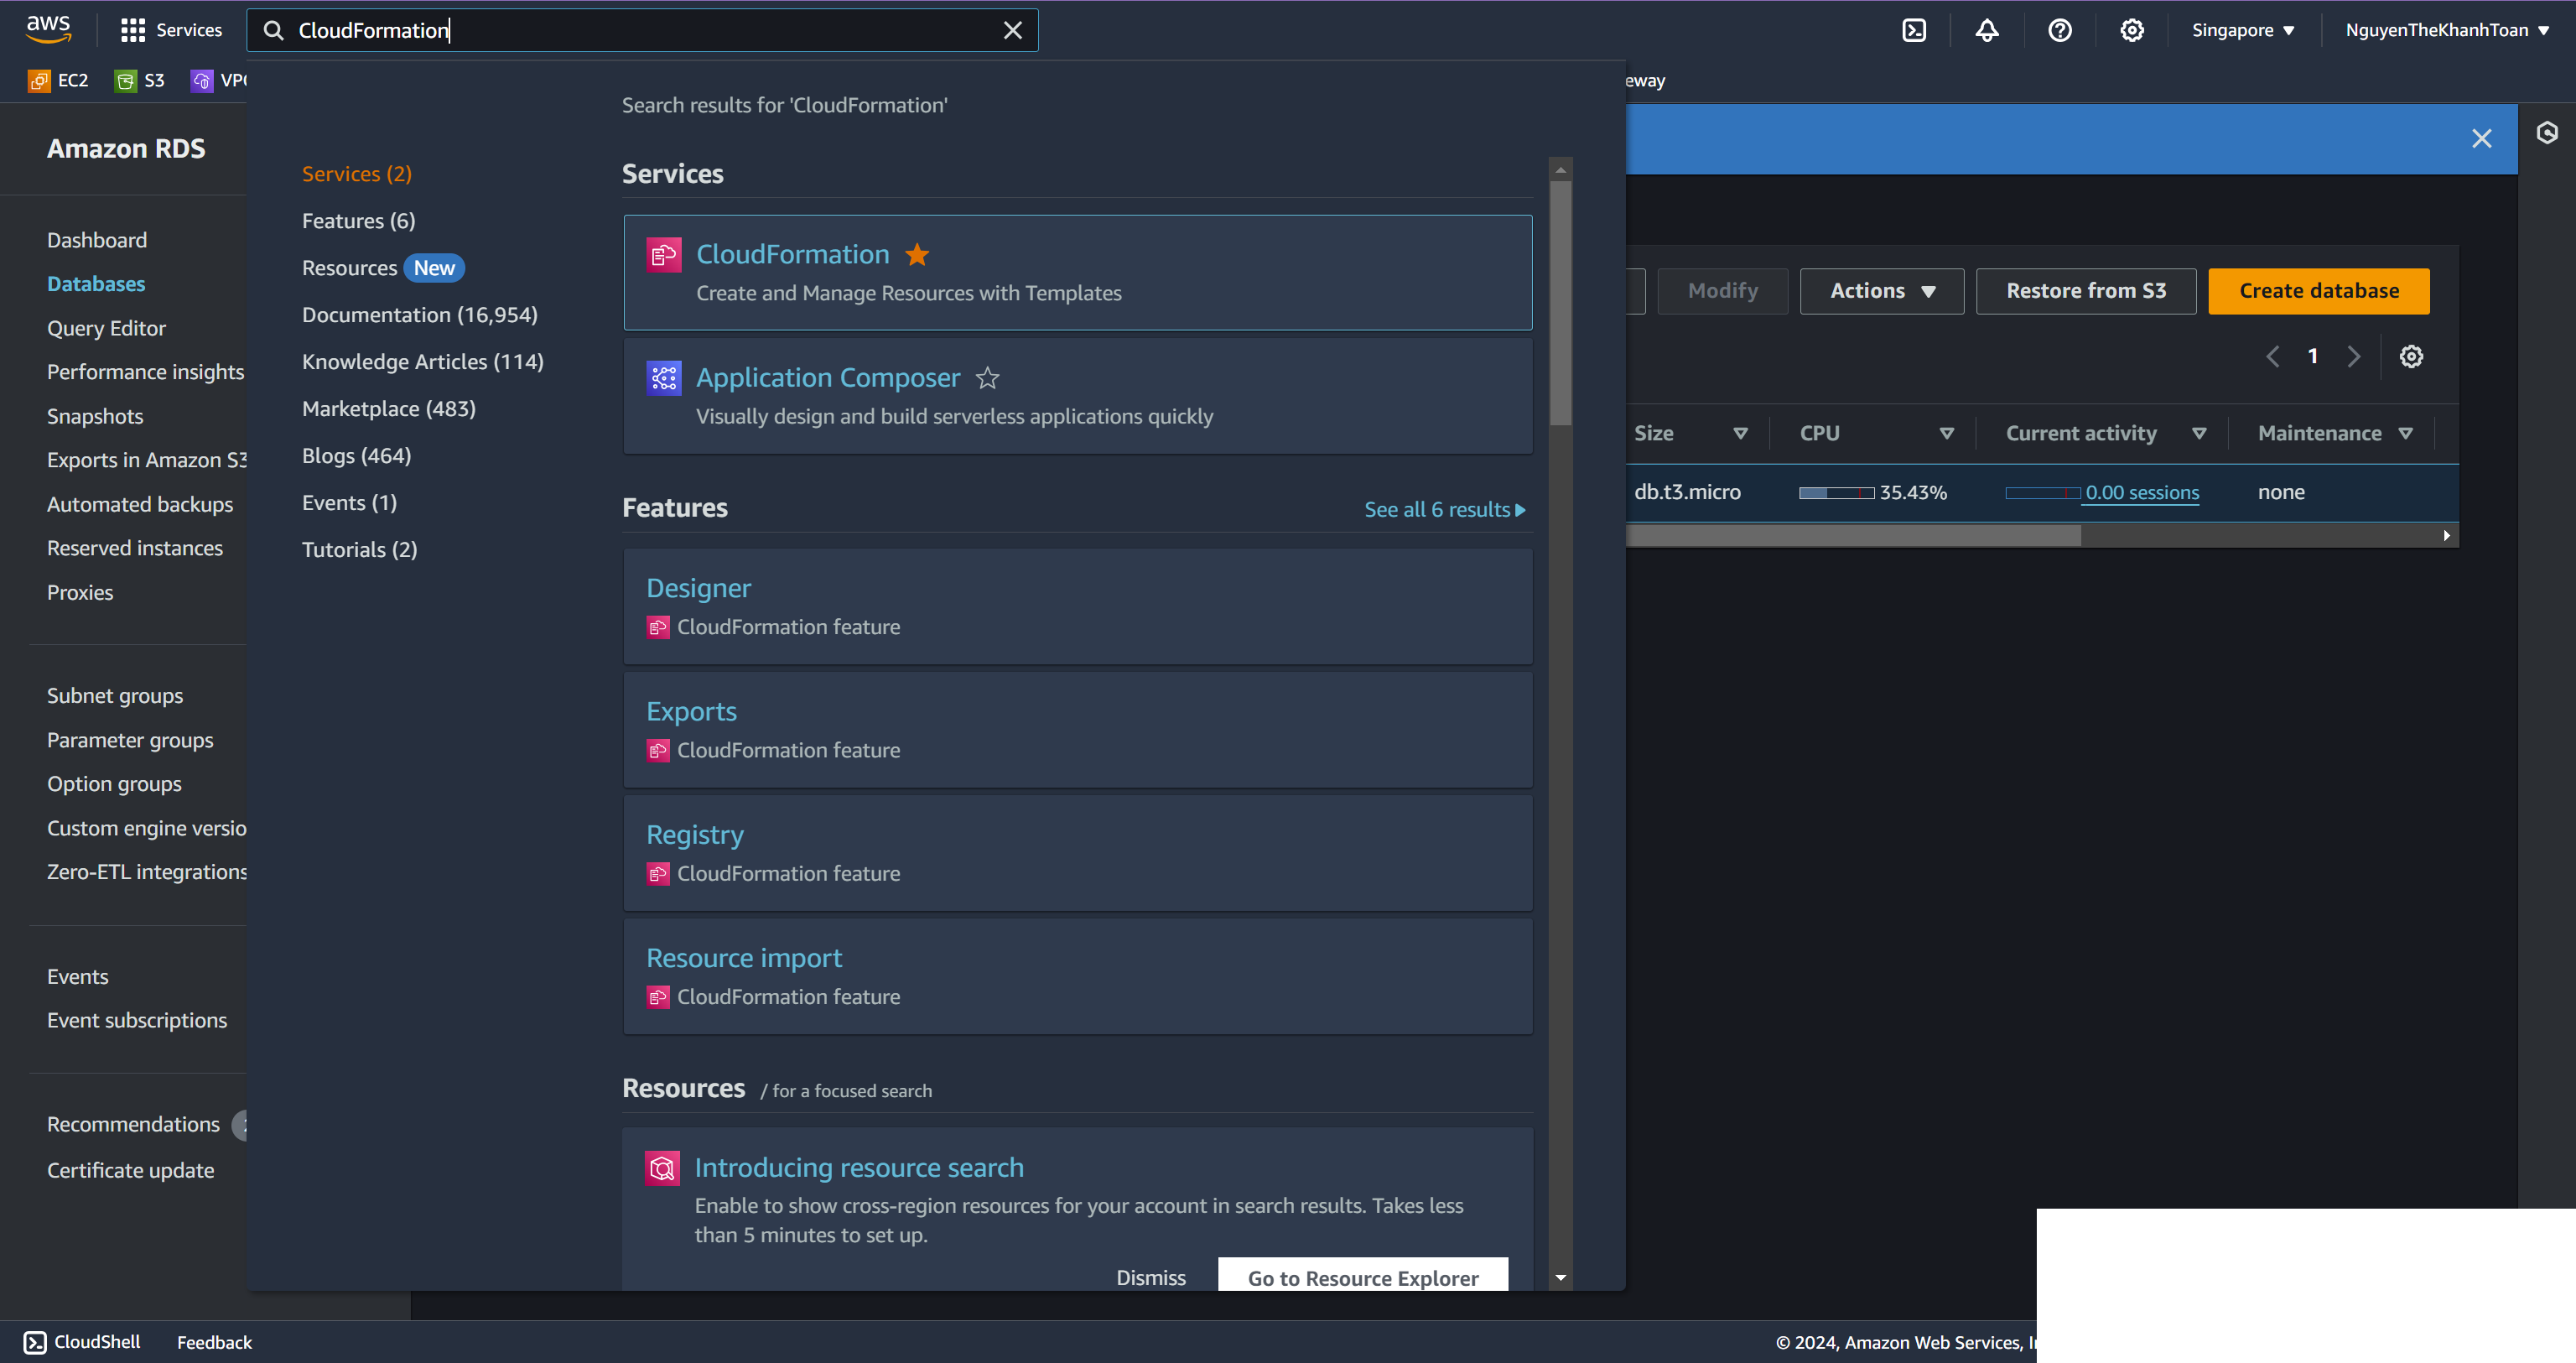 aws
Services
CloudFormation
Singapore
NguyenTheKhanhToan
EC2
S3
eway
Search results for 'CloudFormation'
Amazon RDS
Dashboard
Databases
Query Editor
Performance insights
Snapshots
Exports in Amazon S3
Automated backups
Reserved instances
Proxies
Subnet groups
Parameter groups
Option groups
Custom engine versio
Zero-ETL integrations
Events
Event subscriptions
Recommendations
Certificate update
Services (2)
Features (6)
Resources New
Documentation (16,954)
Knowledge Articles (114)
Marketplace (483)
Blogs (464)
Events (1)
Tutorials (2)
Services
CloudFormation
Create and Manage Resources with Templates
Application Composer
Visually design and build serverless applications quickly
Features
See all 6 results
Designer
CloudFormation feature
Exports
CloudFormation feature
Registry
CloudFormation feature
Resource import
CloudFormation feature
Resources / for a focused search
Introducing resource search
Enable to show cross-region resources for your account in search results. Takes less
than 5 minutes to set up.
Dismiss
Go to Resource Explorer
Modify
Actions
Restore from S3
Create database
1
Size
CPU
Current activity
Maintenance
db.t3.micro
35.43%
0.00 sessions
none
CloudShell
Feedback
© 2024, Amazon Web Services,